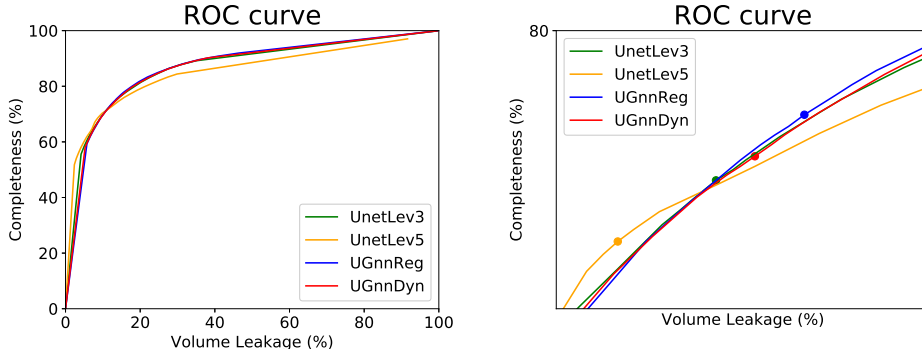 ROC curve
Completeness (%)
100
80
60
40
20
0
UnetLev3
UnetLev5
UGnnReg
UGnnDyn
0 20 40 60 80 100
Volume Leakage (%)
ROC curve
Completeness (%)
80
UnetLev3
UnetLev5
UGnnReg
UGnnDyn
Volume Leakage (%)